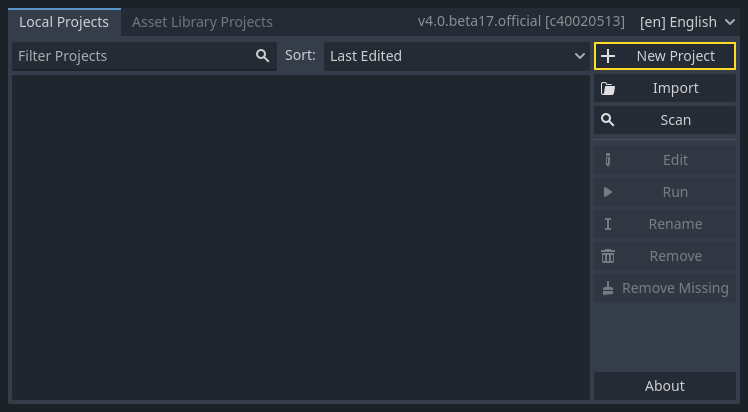 Local Projects
Asset Library Projects
v4.0.beta17.official [c40020513]
[en] English
Filter Projects
Sort:
Last Edited
New Project
Import
Scan
Edit
Run
Rename
Remove
Remove Missing
About